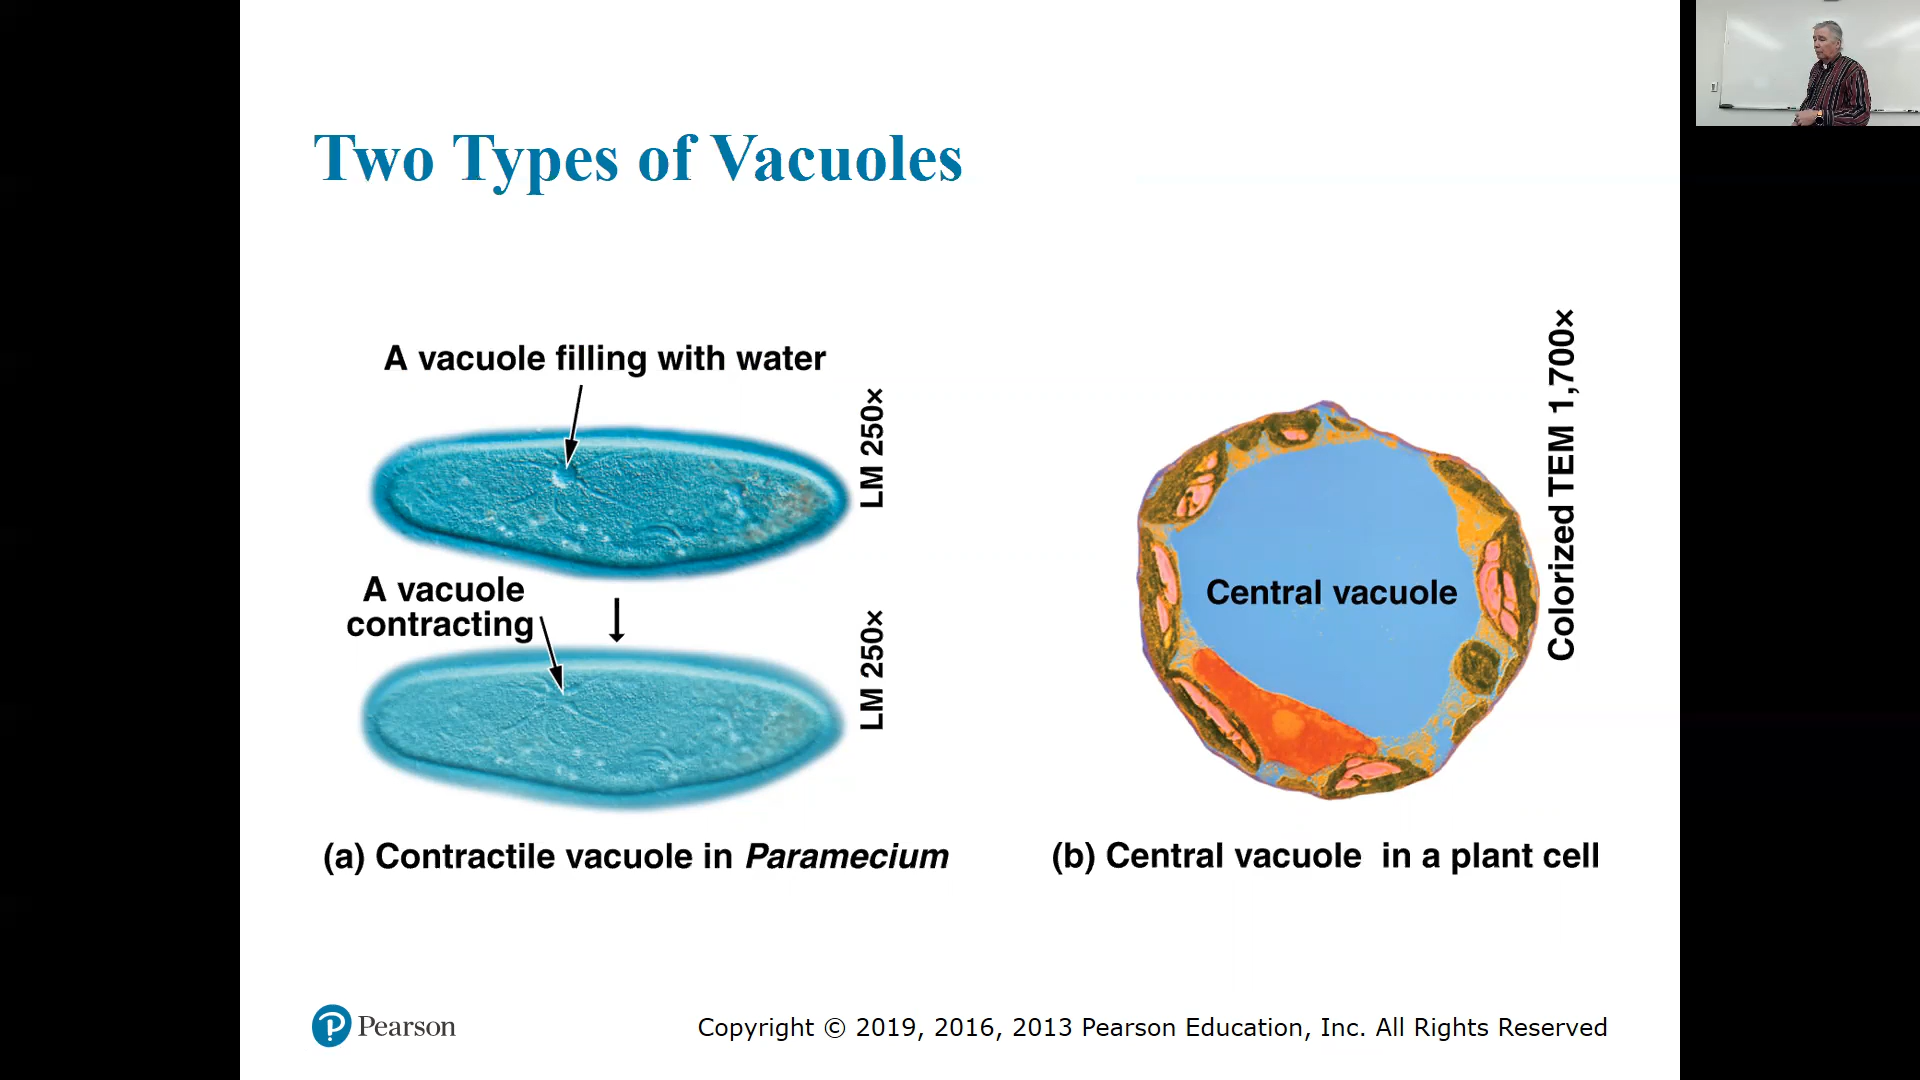 Two Types of Vacuoles
A vacuole filling with water
LM 250×
A vacuole
contracting
LM 250×
(a) Contractile vacuole in Paramecium
Colorized TEM 1,700×
Central vacuole
(b) Central vacuole in a plant cell
Pearson
Copyright © 2019, 2016, 2013 Pearson Education, Inc. All Rights Reserved